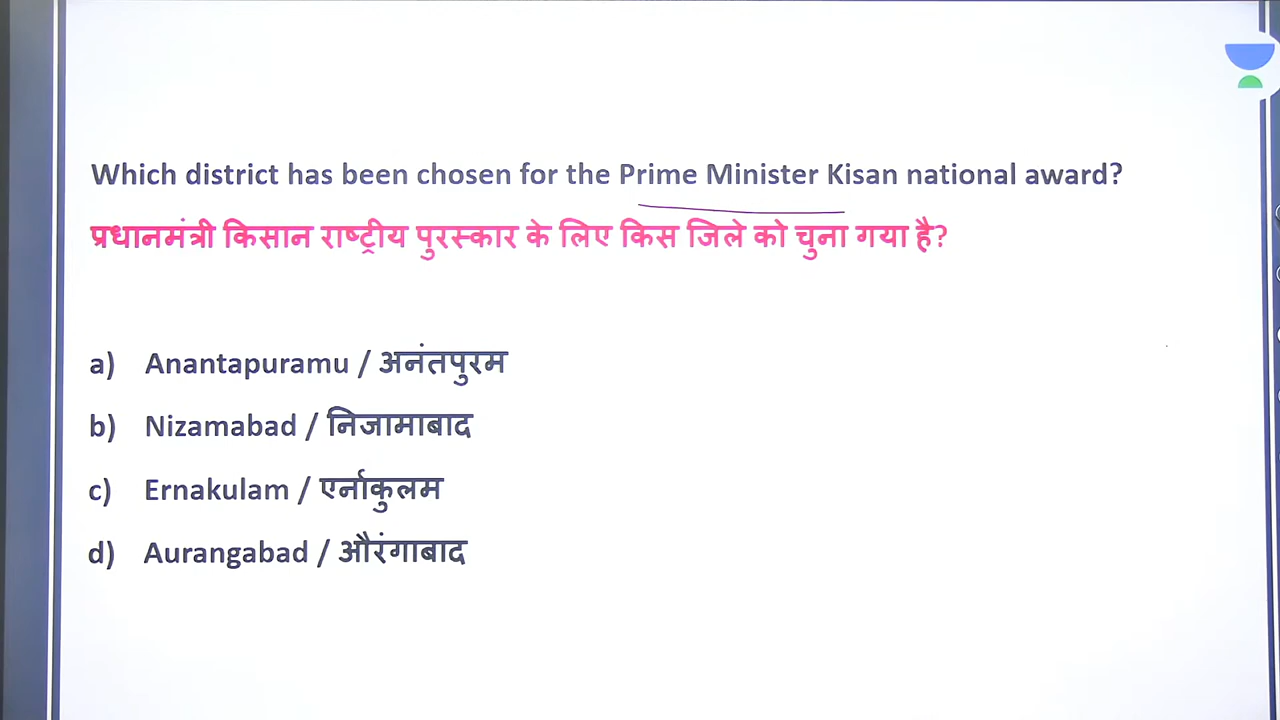 Which district has been chosen for the Prime Minister Kisan national award?
प्रधानमंत्री किसान राष्ट्रीय पुरस्कार के लिए किस जिले को चुना गया है?
a) Anantapuramu / अनंतपुरम
b) Nizamabad / निजामाबाद
c) Ernakulam / एर्नाकुलम
d) Aurangabad / औरंगाबाद